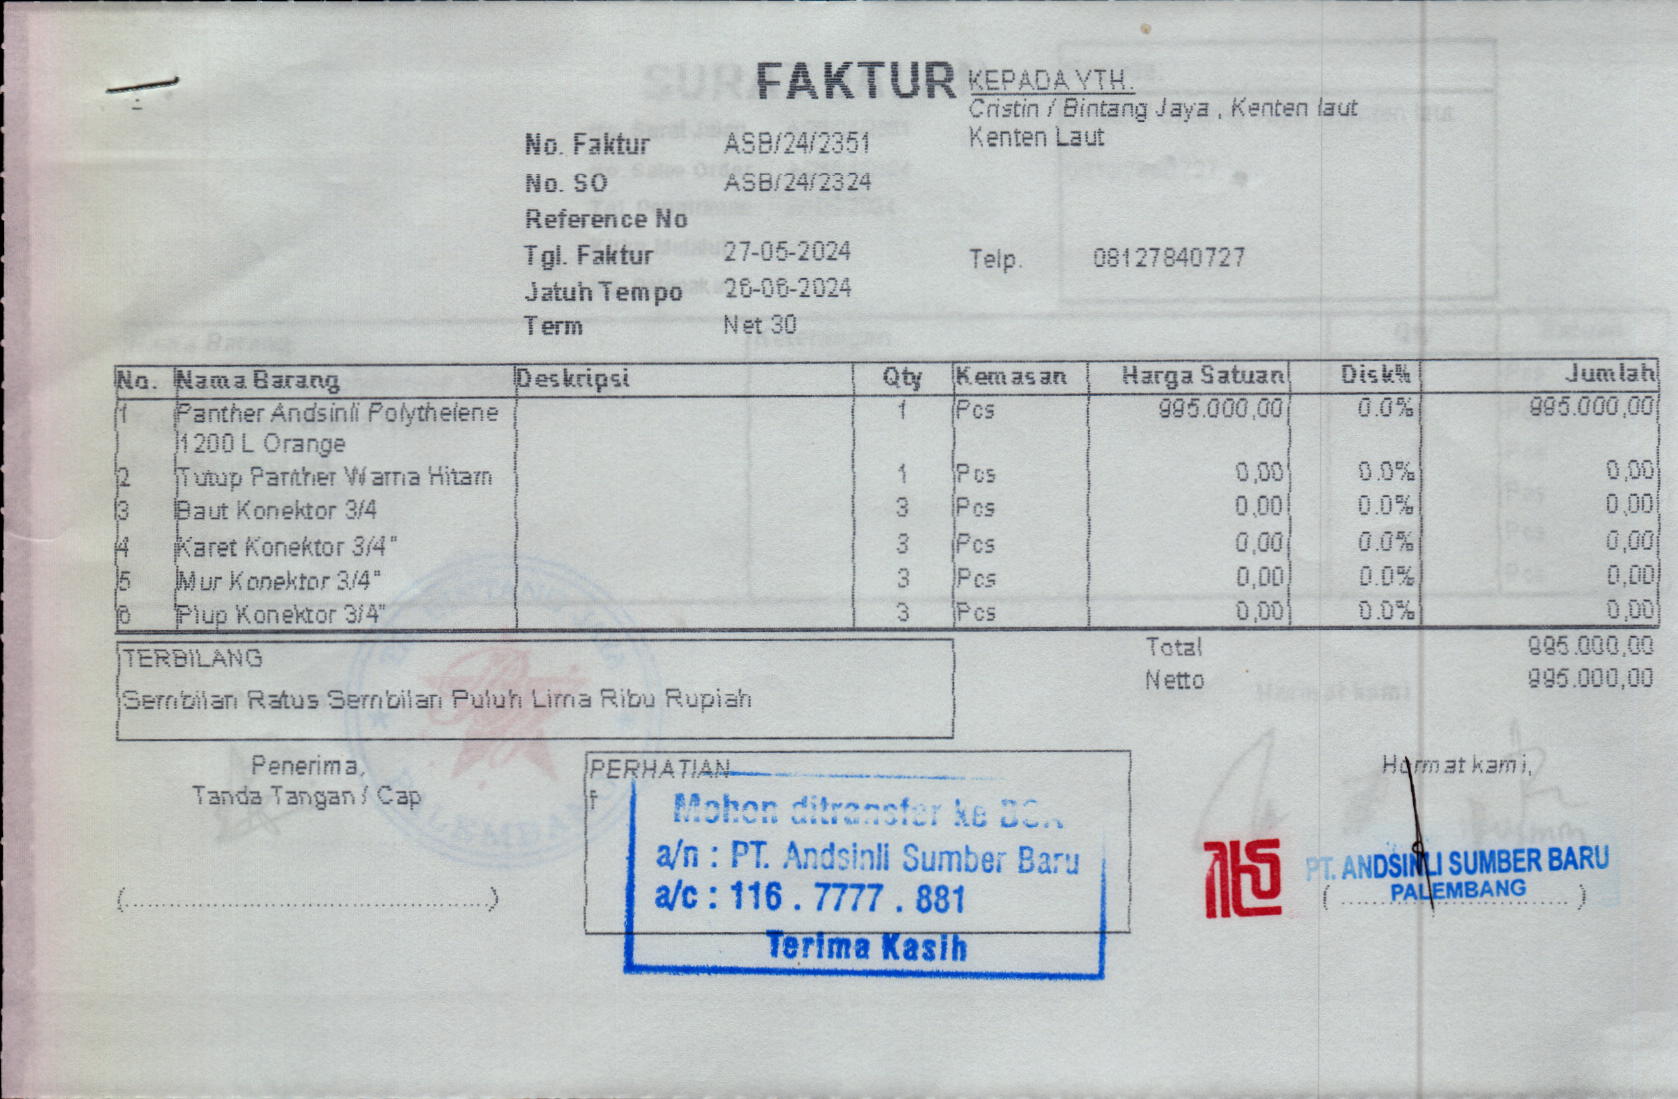 FAKTUR
KEPADA YTH.
Cristin / Bintang Jaya , Kenten laut
Kenten Laut
No. Faktur ASB/24/2351
No. SO ASB/24/2324
Reference No
Tgl. Faktur 27-05-2024
Telp. 08127840727
Jatuh Tempo 26-06-2024
Term Net 30
No. Nama Barang Deskripsi Qty Kemasan Harga Satuan Disk% Jumlah
1 Panther Andsinli Polythelene 1 Pcs 995.000,00 0.0% 995.000,00
1200 L Orange
2 Tutup Panther Warna Hitam 1 Pcs 0,00 0.0% 0,00
3 Baut Konektor 3/4 3 Pcs 0,00 0.0% 0,00
4 Karet Konektor 3/4" 3 Pcs 0,00 0.0% 0,00
5 Mur Konektor 3/4" 3 Pcs 0,00 0.0% 0,00
6 Plup Konektor 3/4" 3 Pcs 0,00 0.0% 0,00
TERBILANG
Sembilan Ratus Sembilan Puluh Lima Ribu Rupiah
Total 995.000,00
Netto 995.000,00
Penerima,
Tanda Tangan / Cap
(..........................................)
PERHATIAN
f
Mohon ditransfer ke BCA
a/n : PT. Andsinli Sumber Baru
a/c : 116 . 7777 . 881
Terima Kasih
Hormat kami,
PT. ANDSINLI SUMBER BARU
PALEMBANG
(..............................)